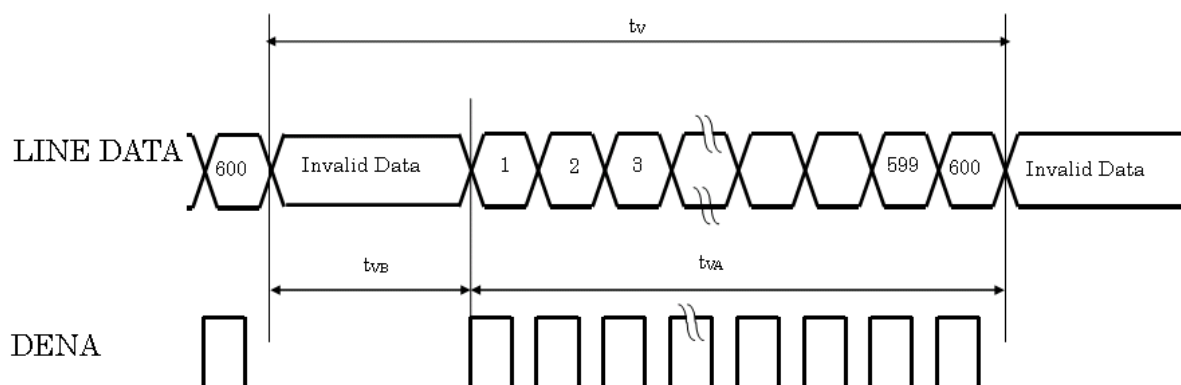 tV
LINE DATA
600
Invalid Data
1
2
3
599
600
Invalid Data
tVB
tVA
DENA